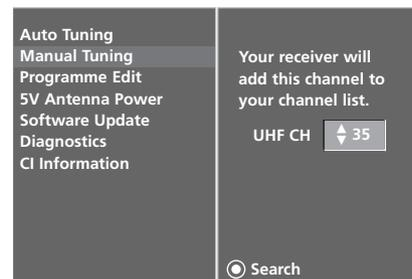 Auto Tuning
Manual Tuning
Programme Edit
5V Antenna Power
Software Update
Diagnostics
CI Information
Your receiver will
add this channel to
your channel list.
UHF CH 35
Search